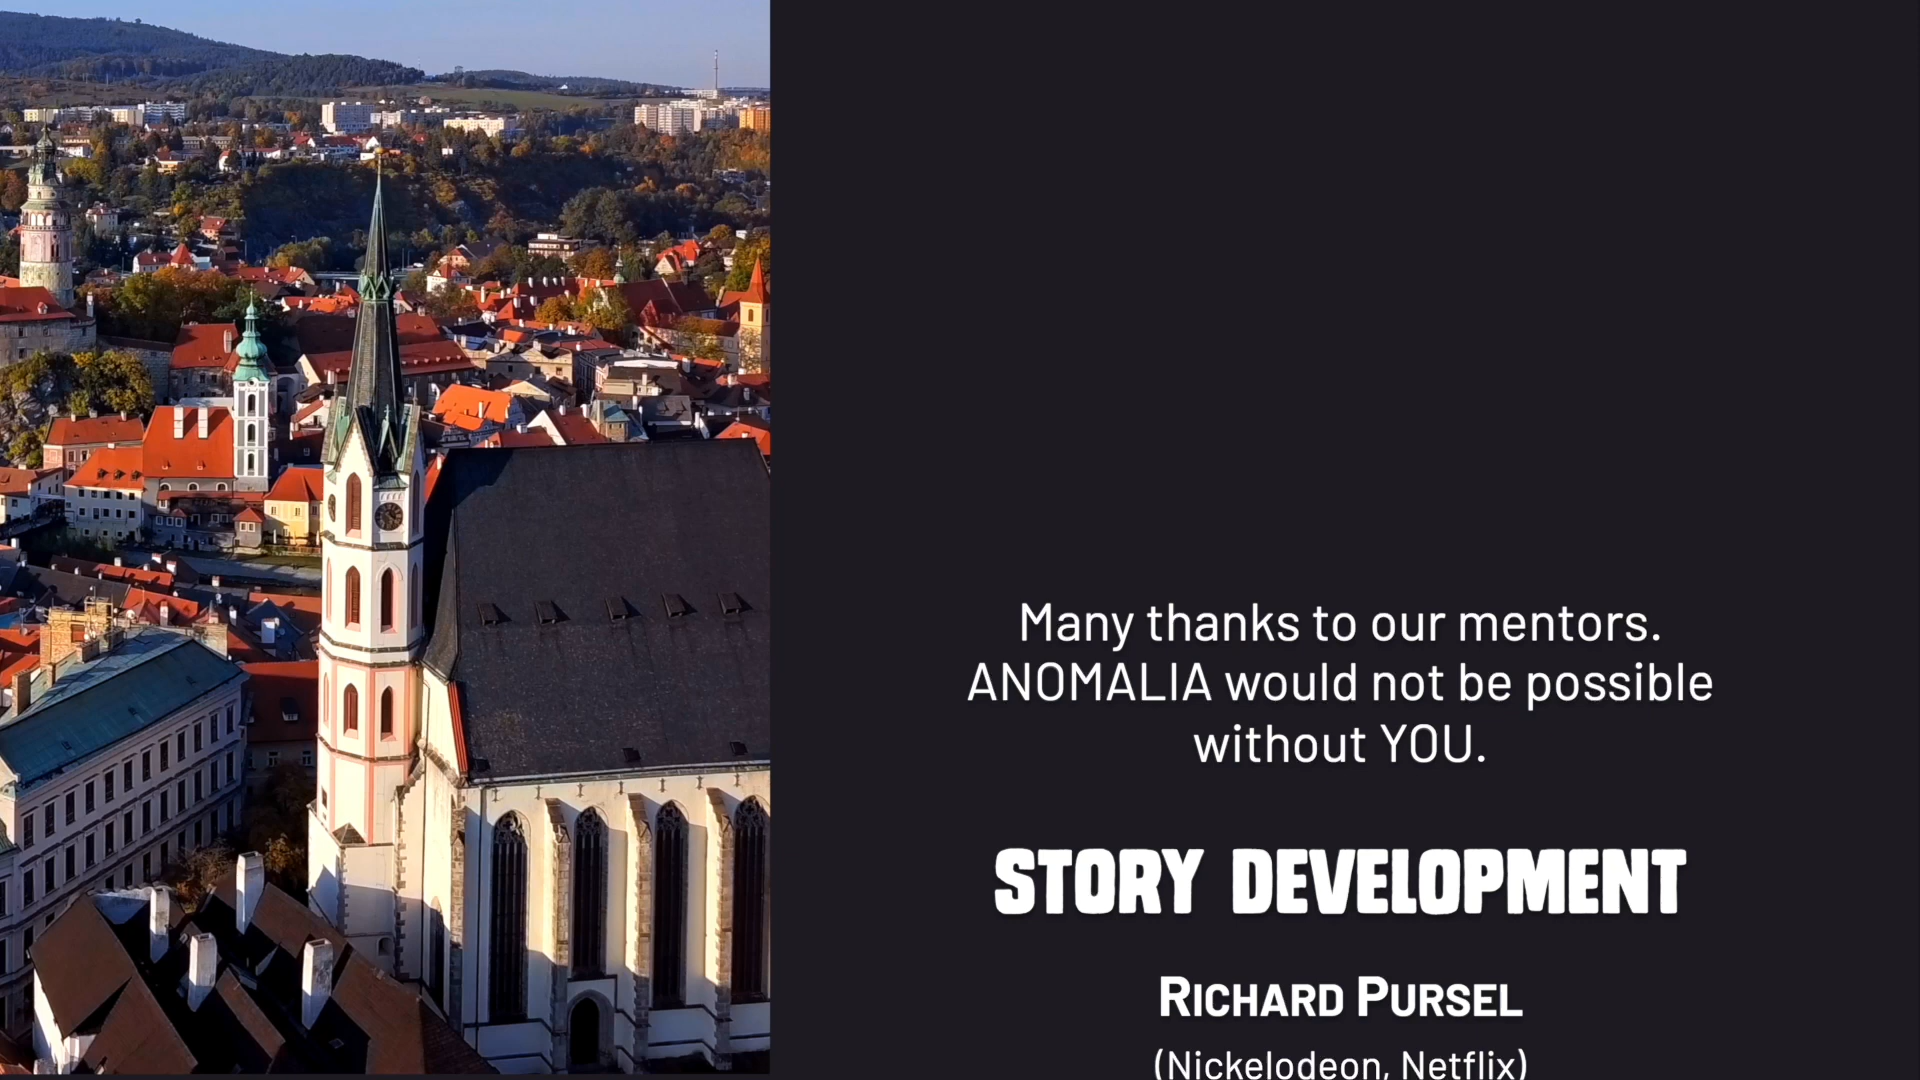 Many thanks to our mentors.
ANOMALIA would not be possible
without YOU.
STORY DEVELOPMENT
RICHARD PURSEL
(Nickelodeon, Netflix)